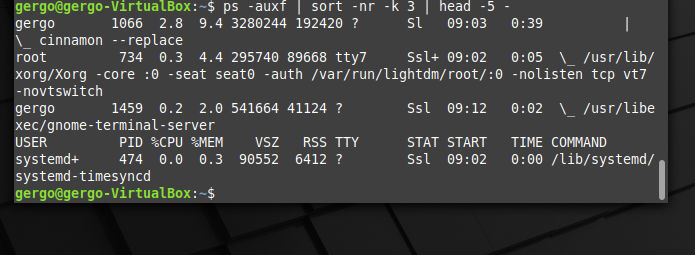 gergo@gergo-VirtualBox:~$ ps -auxf | sort -nr -k 3 | head -5 -
gergo       1066  2.8  9.4 3280244 192420 ?      Sl   09:03   0:39          |
\_ cinnamon --replace
root         734  0.3  4.4 295740 89668 tty7     Ssl+ 09:02   0:05  \_ /usr/lib/
xorg/Xorg -core :0 -seat seat0 -auth /var/run/lightdm/root/:0 -nolisten tcp vt7
-novtswitch
gergo       1459  0.2  2.0 541664 41124 ?        Ssl  09:12   0:02  \_ /usr/libe
xec/gnome-terminal-server
USER         PID %CPU %MEM    VSZ   RSS TTY      STAT START   TIME COMMAND
systemd+     474  0.0  0.3  90552  6412 ?        Ssl  09:02   0:00 /lib/systemd/
systemd-timesyncd
gergo@gergo-VirtualBox:~$